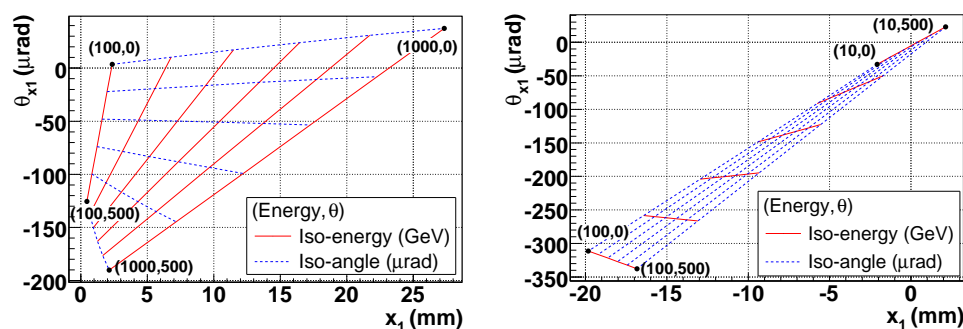 θx1 (μrad)
0
-50
-100
-150
-200
0 5 10 15 20 25
x1 (mm)
(100,0)
(1000,0)
(100,500)
(1000,500)
(Energy, θ)
Iso-energy (GeV)
Iso-angle (μrad)
θx1 (μrad)
0
-50
-100
-150
-200
-250
-300
-350
-20 -15 -10 -5 0
x1 (mm)
(10,500)
(10,0)
(100,0)
(100,500)
(Energy, θ)
Iso-energy (GeV)
Iso-angle (μrad)